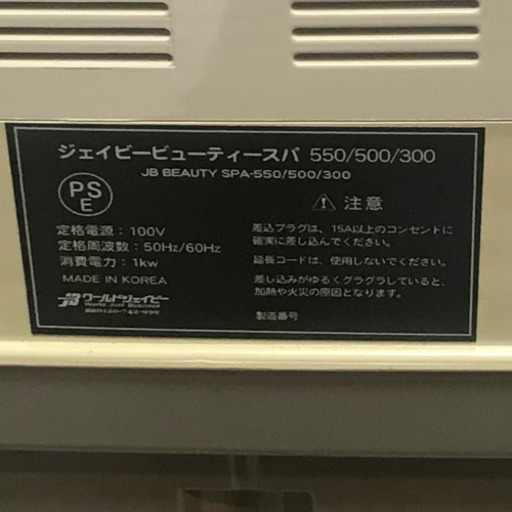 ジェイビービューティースパ 550/500/300
JB BEAUTY SPA-550/500/300
PS
E
定格電源:100V
定格周波数:50Hz/60Hz
消費電力:1kw
MADE IN KOREA
JB ワールドジェイビー
World Just Business
⚠ 注意
差込プラグは、15A以上のコンセントに
確実に差し込んでください。
延長コードは、使用しないでください。
差し込みがゆるくグラグラしていると、
加熱や火災の原因となります。
製造番号